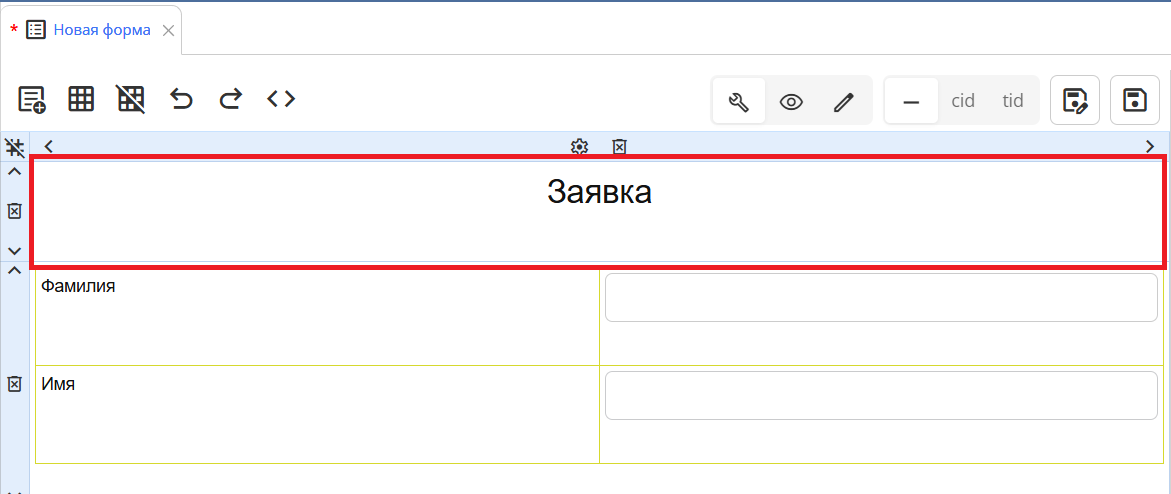 * Новая форма
cid tid
Заявка
Фамилия
Имя